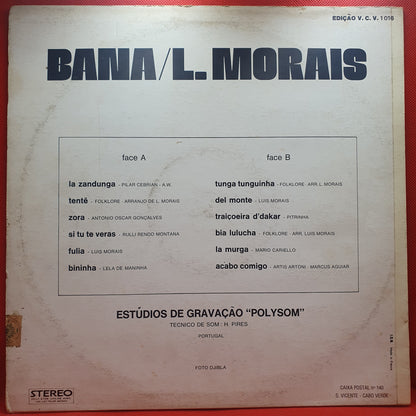 EDIÇÃO V. C. V. 1016
BANA/L. MORAIS
face A
la zandunga - PILAR CEBRIAN - A.W.
tentê - FOLKLORE - ARRANJO DE L. MORAIS
zora - ANTONIO OSCAR GONÇALVES
si tu te veras - RULLI RENDO MONTANA
fulia - LUIS MORAIS
bininha - LELA DE MANINHA
face B
tunga tunguinha - FOLKLORE - ARR. L. MORAIS
del monte - LUIS MORAIS
traiçoeira d'dakar - PITRINHA
bia lulucha - FOLKLORE - ARR. LUIS MORAIS
la murga - MARIO CARIELLO
acabo comigo - ARTIS ARTONI - MARCUS AGUIAR
ESTÚDIOS DE GRAVAÇÃO "POLYSOM"
TECNICO DE SOM : H. PIRES
PORTUGAL
FOTO DJIBLA
STEREO
CAIXA POSTAL nº 140
S. VICENTE - CABO VERDE